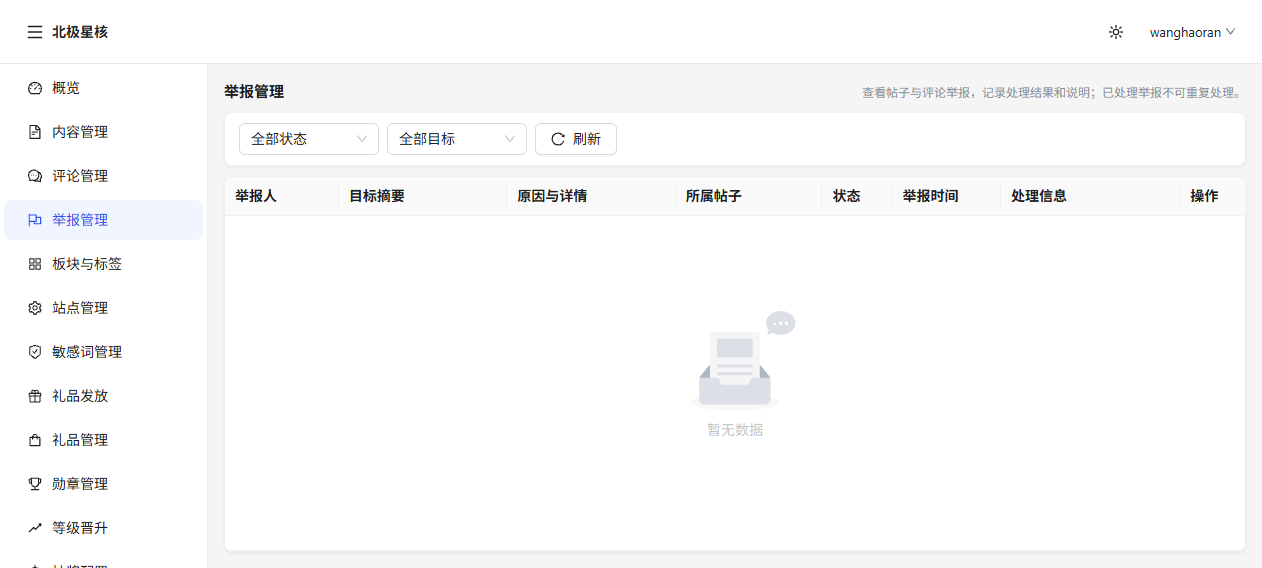 北极星核
wanghaoran
概览
内容管理
评论管理
举报管理
板块与标签
站点管理
敏感词管理
礼品发放
礼品管理
勋章管理
等级晋升
举报管理
查看帖子与评论举报，记录处理结果和说明；已处理举报不可重复处理。
全部状态 全部目标 刷新
举报人 目标摘要 原因与详情 所属帖子 状态 举报时间 处理信息 操作
暂无数据